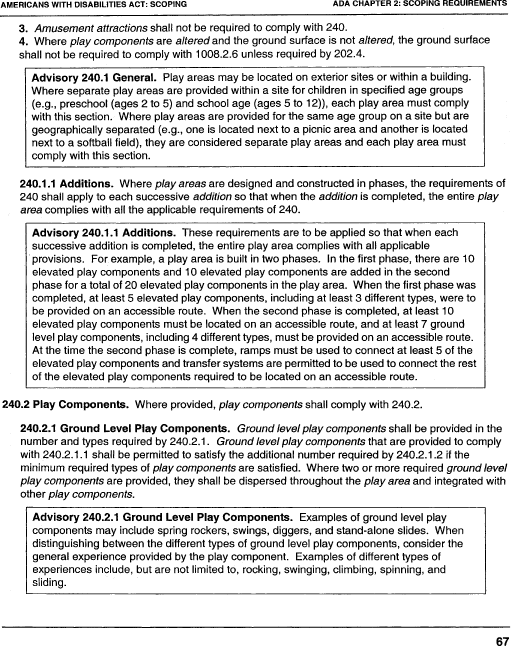 AMERICANS WITH DISABILITIES ACT: SCOPING ADA CHAPTER 2: SCOPING REQUIREMENTS
3. Amusement attractions shall not be required to comply with 240.
4. Where play components are altered and the ground surface is not altered, the ground surface
shall not be required to comply with 1008.2.6 unless required by 202.4.
Advisory 240.1 General. Play areas may be located on exterior sites or within a building.
Where separate play areas are provided within a site for children in specified age groups
(e.g., preschool (ages 2 to 5) and school age (ages 5 to 12)), each play area must comply
with this section. Where play areas are provided for the same age group on a site but are
geographically separated (e.g., one is located next to a picnic area and another is located
next to a softball field), they are considered separate play areas and each play area must
comply with this section.
240.1.1 Additions. Where play areas are designed and constructed in phases, the requirements of
240 shall apply to each successive addition so that when the addition is completed, the entire play
area complies with all the applicable requirements of 240.
Advisory 240.1.1 Additions. These requirements are to be applied so that when each
successive addition is completed, the entire play area complies with all applicable
provisions. For example, a play area is built in two phases. In the first phase, there are 10
elevated play components and 10 elevated play components are added in the second
phase for a total of 20 elevated play components in the play area. When the first phase was
completed, at least 5 elevated play components, including at least 3 different types, were to
be provided on an accessible route. When the second phase is completed, at least 10
elevated play components must be located on an accessible route, and at least 7 ground
level play components, including 4 different types, must be provided on an accessible route.
At the time the second phase is complete, ramps must be used to connect at least 5 of the
elevated play components and transfer systems are permitted to be used to connect the rest
of the elevated play components required to be located on an accessible route.
240.2 Play Components. Where provided, play components shall comply with 240.2.
240.2.1 Ground Level Play Components. Ground level play components shall be provided in the
number and types required by 240.2.1. Ground level play components that are provided to comply
with 240.2.1.1 shall be permitted to satisfy the additional number required by 240.2.1.2 if the
minimum required types of play components are satisfied. Where two or more required ground level
play components are provided, they shall be dispersed throughout the play area and integrated with
other play components.
Advisory 240.2.1 Ground Level Play Components. Examples of ground level play
components may include spring rockers, swings, diggers, and stand-alone slides. When
distinguishing between the different types of ground level play components, consider the
general experience provided by the play component. Examples of different types of
experiences include, but are not limited to, rocking, swinging, climbing, spinning, and
sliding.
67